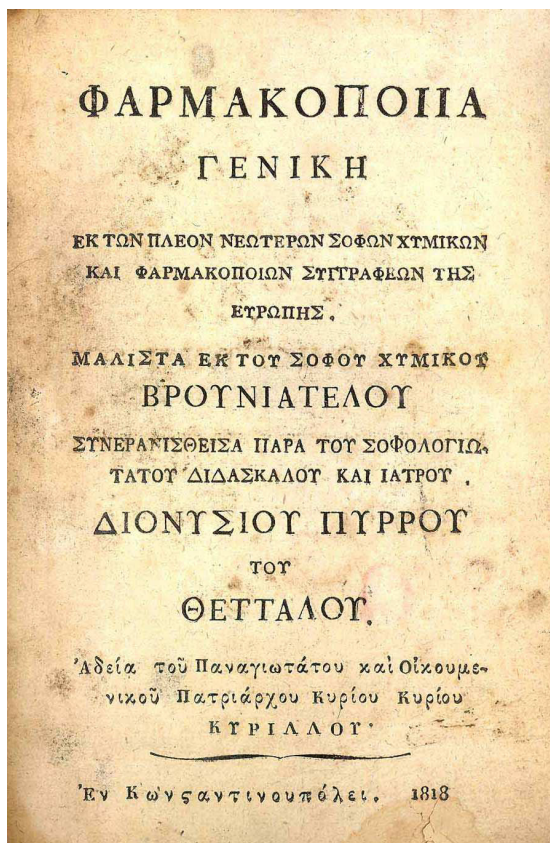 ΦΑΡΜΑΚΟΠΟΙΙΑ
ΓΕΝΙΚΗ
ΕΚ ΤΩΝ ΠΛΕΟΝ ΝΕΩΤΕΡΩΝ ΣΟΦΩΝ ΧΥΜΙΚΩΝ
ΚΑΙ ΦΑΡΜΑΚΟΠΟΙΩΝ ΣΥΓΓΡΑΦΕΩΝ ΤΗΣ
ΕΥΡΩΠΗΣ.
ΜΑΛΙΣΤΑ ΕΚ ΤΟΥ ΣΟΦΟΥ ΧΥΜΙΚΟΥ
ΒΡΟΥΝΙΑΤΕΛΟΥ
ΣΥΝΕΡΑΝΙΣΘΕΙΣΑ ΠΑΡΑ ΤΟΥ ΣΟΦΟΛΟΓΙΩ-
ΤΑΤΟΥ ΔΙΔΑΣΚΑΛΟΥ ΚΑΙ ΙΑΤΡΟΥ.
ΔΙΟΝΥΣΙΟΥ ΠΥΡΡΟΥ
ΤΟΥ
ΘΕΤΤΑΛΟΥ.
Ἀδεία τοῦ Παναγιωτάτου καὶ Οἰκουμε-
νικοῦ Πατριάρχου Κυρίου Κυρίου
ΚΥΡΙΛΛΟΥ·
Ἐν Κωνϛαντινουπόλει. 1818